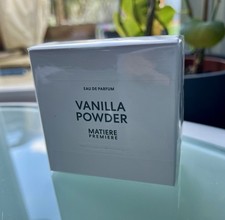 EAU DE PARFUM
VANILLA
POWDER
MATIERE
PREMIERE